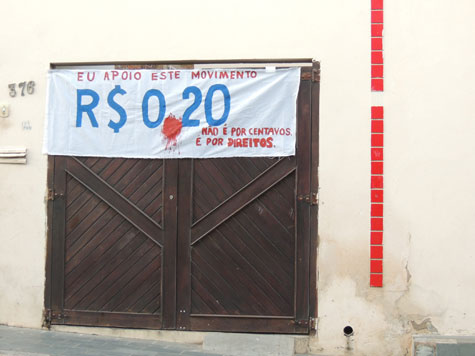 EU APOIO ESTE MOVIMENTO
R$ 0,20
NÃO É POR CENTAVOS,
E POR DIREITOS.
376